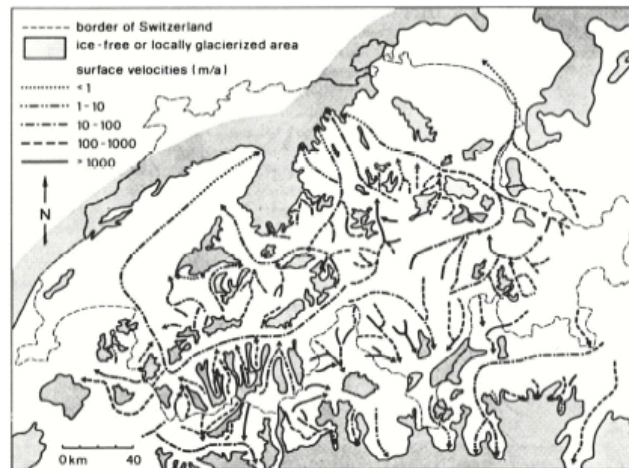 border of Switzerland
ice-free or locally glacierized area
surface velocities (m/a)
< 1
1-10
10-100
100-1000
> 1000
N
0 km 40